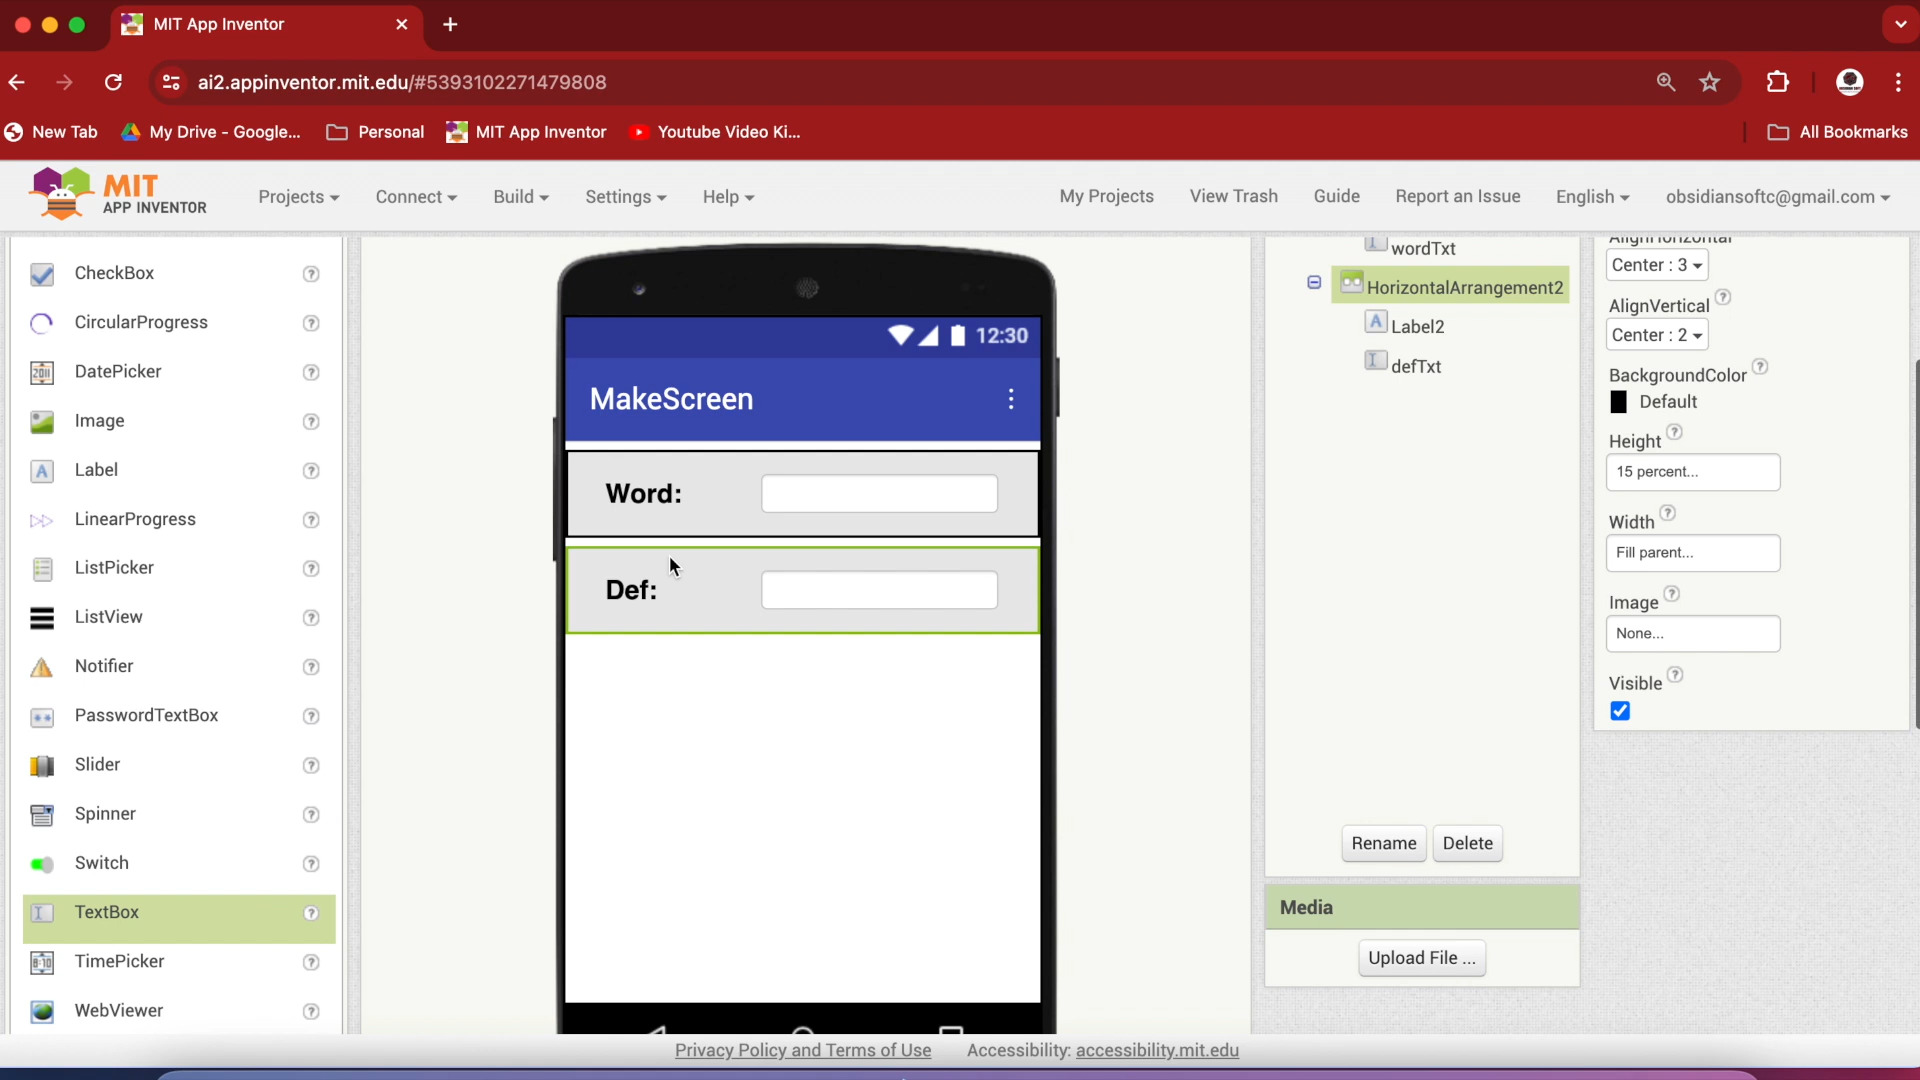 MIT App Inventor
ai2.appinventor.mit.edu/#5393102271479808
New Tab
My Drive - Google...
Personal
MIT App Inventor
Youtube Video Ki...
All Bookmarks
MIT
APP INVENTOR
Projects
Connect
Build
Settings
Help
My Projects
View Trash
Guide
Report an Issue
English
obsidiansoftc@gmail.com
CheckBox
CircularProgress
DatePicker
Image
Label
LinearProgress
ListPicker
ListView
Notifier
PasswordTextBox
Slider
Spinner
Switch
TextBox
TimePicker
WebViewer
12:30
MakeScreen
Word:
Def:
wordTxt
HorizontalArrangement2
Label2
defTxt
Rename
Delete
Media
Upload File ...
AlignHorizontal
Center : 3
AlignVertical
Center : 2
BackgroundColor
Default
Height
15 percent...
Width
Fill parent...
Image
None...
Visible
Privacy Policy and Terms of Use
Accessibility: accessibility.mit.edu